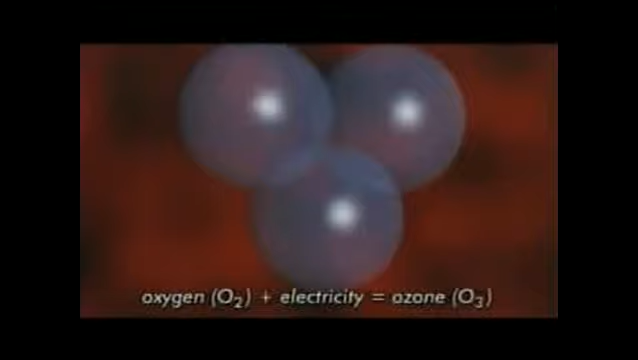 oxygen (O₂) + electricity = ozone (O₃)